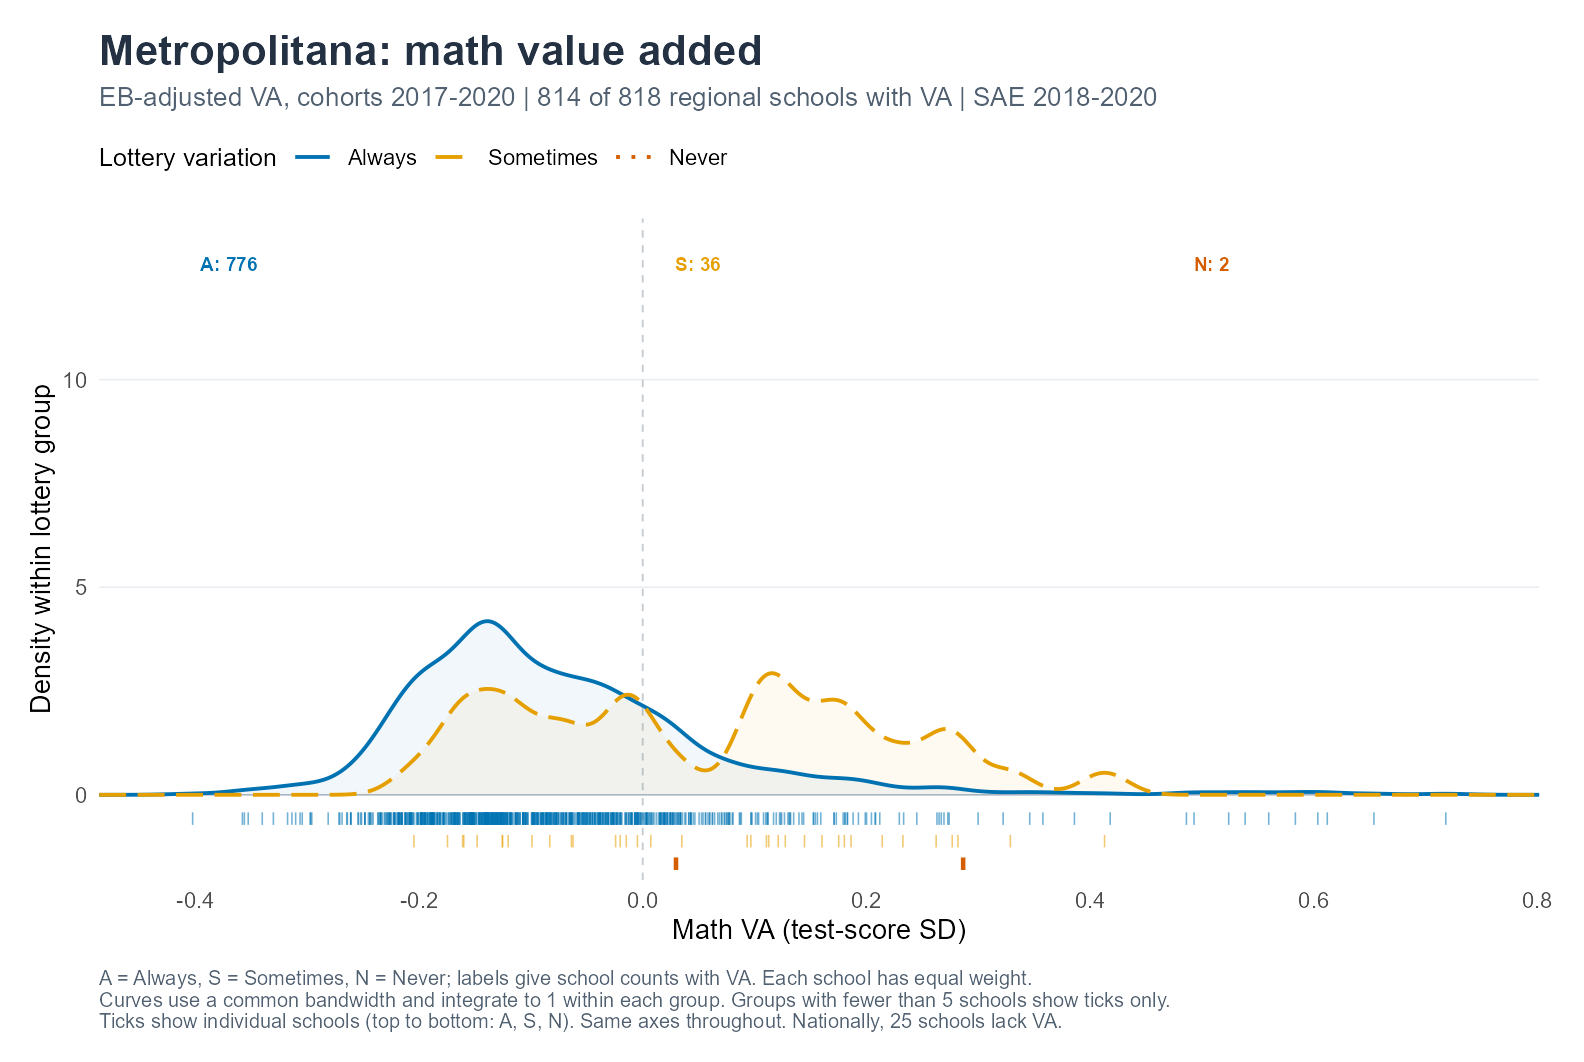 Metropolitana: math value added
EB-adjusted VA, cohorts 2017-2020 | 814 of 818 regional schools with VA | SAE 2018-2020
Lottery variation Always Sometimes Never
A: 776 S: 36 N: 2
10
5
0
Density within lottery group
-0.4 -0.2 0.0 0.2 0.4 0.6 0.8
Math VA (test-score SD)
A = Always, S = Sometimes, N = Never; labels give school counts with VA. Each school has equal weight.
Curves use a common bandwidth and integrate to 1 within each group. Groups with fewer than 5 schools show ticks only.
Ticks show individual schools (top to bottom: A, S, N). Same axes throughout. Nationally, 25 schools lack VA.